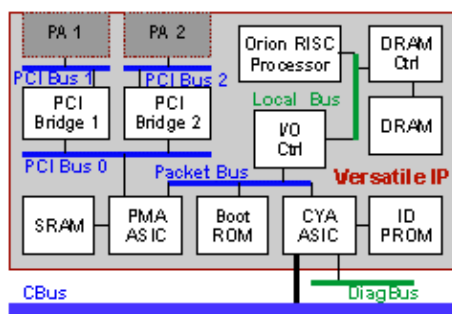 PA 1
PA 2
Orion RISC
Processor
DRAM
Ctrl
PCI Bus 1
PCI Bus 2
PCI
Bridge 1
PCI
Bridge 2
Local Bus
I/O
Ctrl
DRAM
PCI Bus 0
Packet Bus
Versatile IP
SRAM
PMA
ASIC
Boot
ROM
CYA
ASIC
ID
PROM
CBus
DiagBus